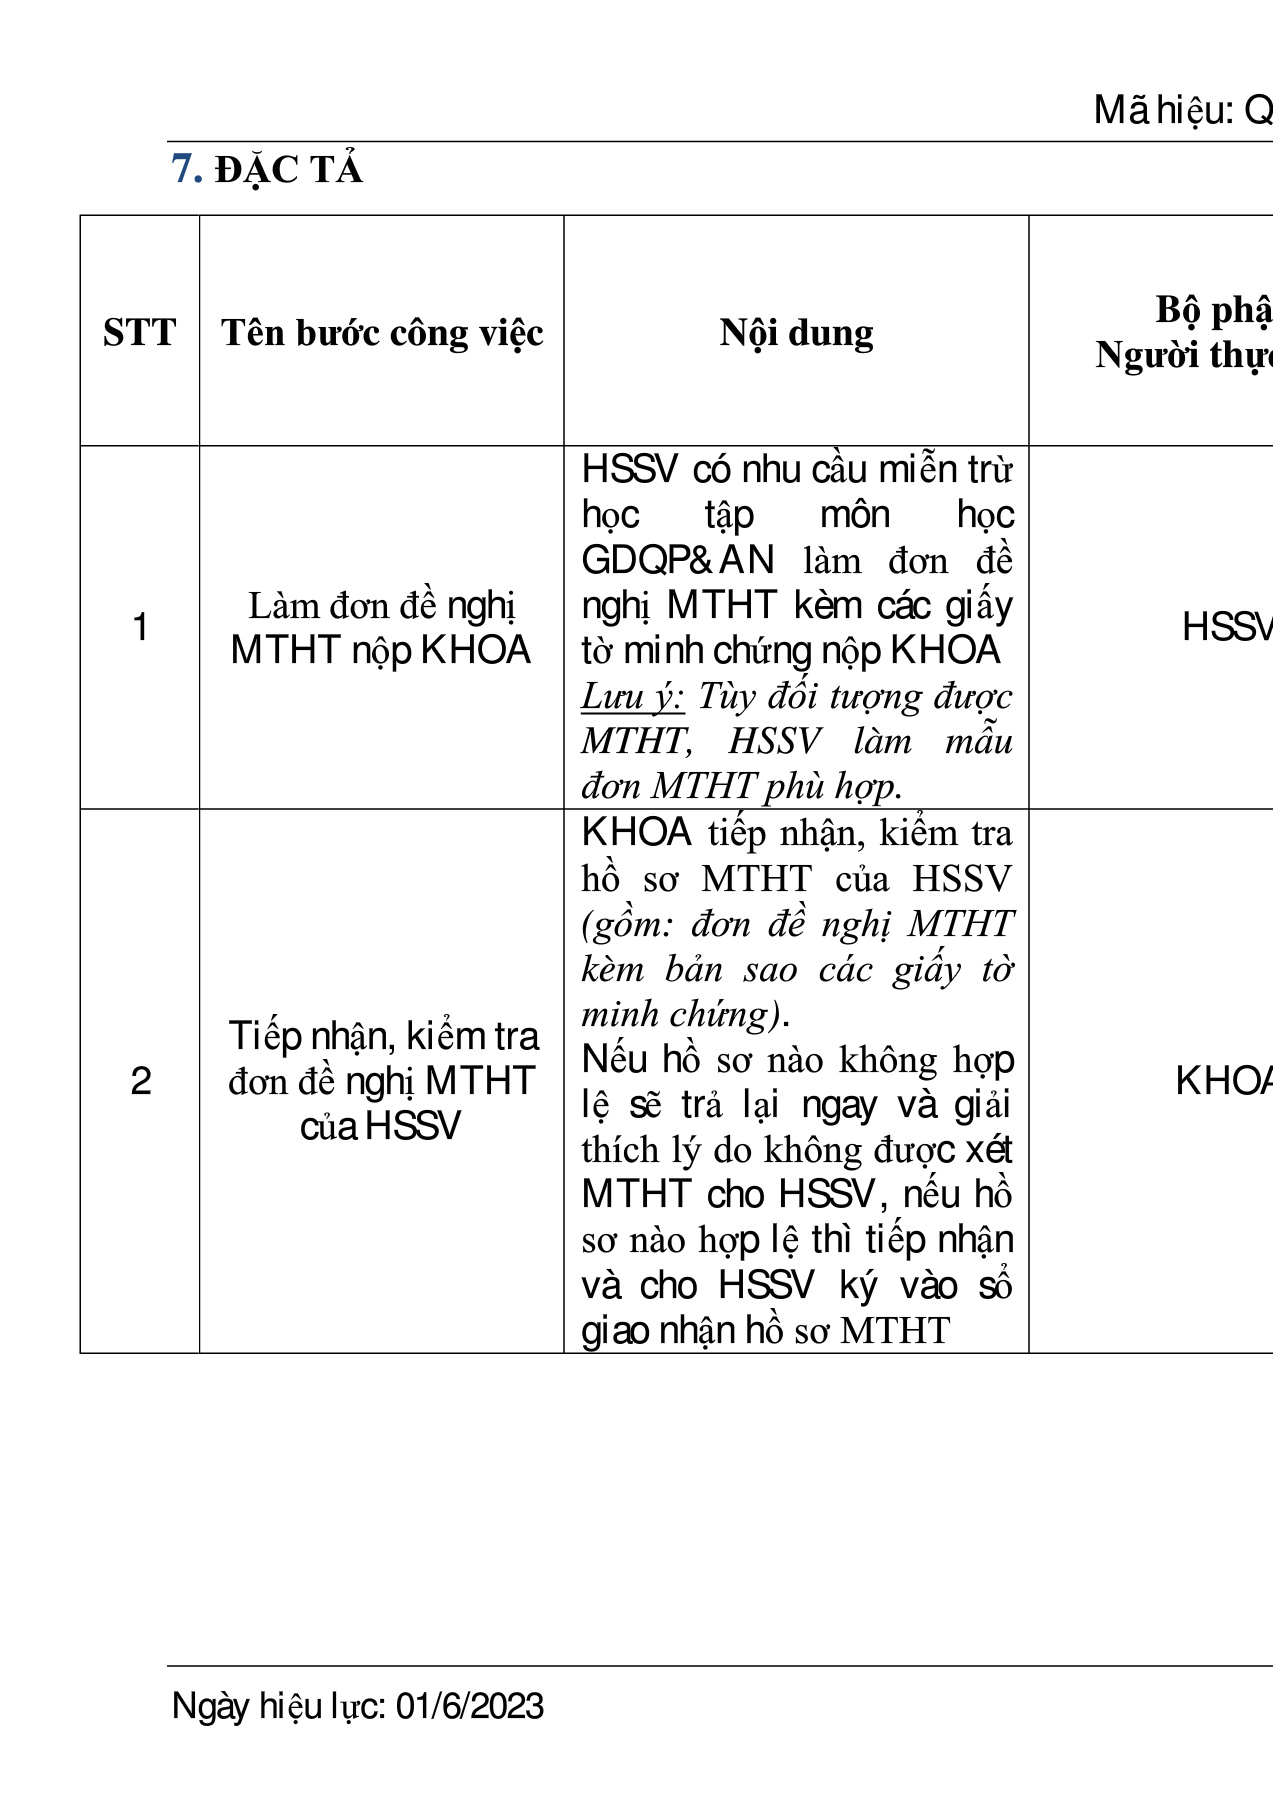 Mã hiệu: Q
7. ĐẶC TẢ
STT
Tên bước công việc
Nội dung
Bộ phậ
Người thực
1
Làm đơn đề nghị
MTHT nộp KHOA
HSSV có nhu cầu miễn trừ
học tập môn học
GDQP&AN làm đơn đề
nghị MTHT kèm các giấy
tờ minh chứng nộp KHOA
Lưu ý: Tùy đối tượng được
MTHT, HSSV làm mẫu
đơn MTHT phù hợp.
HSSV
2
Tiếp nhận, kiểm tra
đơn đề nghị MTHT
của HSSV
KHOA tiếp nhận, kiểm tra
hồ sơ MTHT của HSSV
(gồm: đơn đề nghị MTHT
kèm bản sao các giấy tờ
minh chứng).
Nếu hồ sơ nào không hợp
lệ sẽ trả lại ngay và giải
thích lý do không được xét
MTHT cho HSSV, nếu hồ
sơ nào hợp lệ thì tiếp nhận
và cho HSSV ký vào sổ
giao nhận hồ sơ MTHT
KHOA
Ngày hiệu lực: 01/6/2023